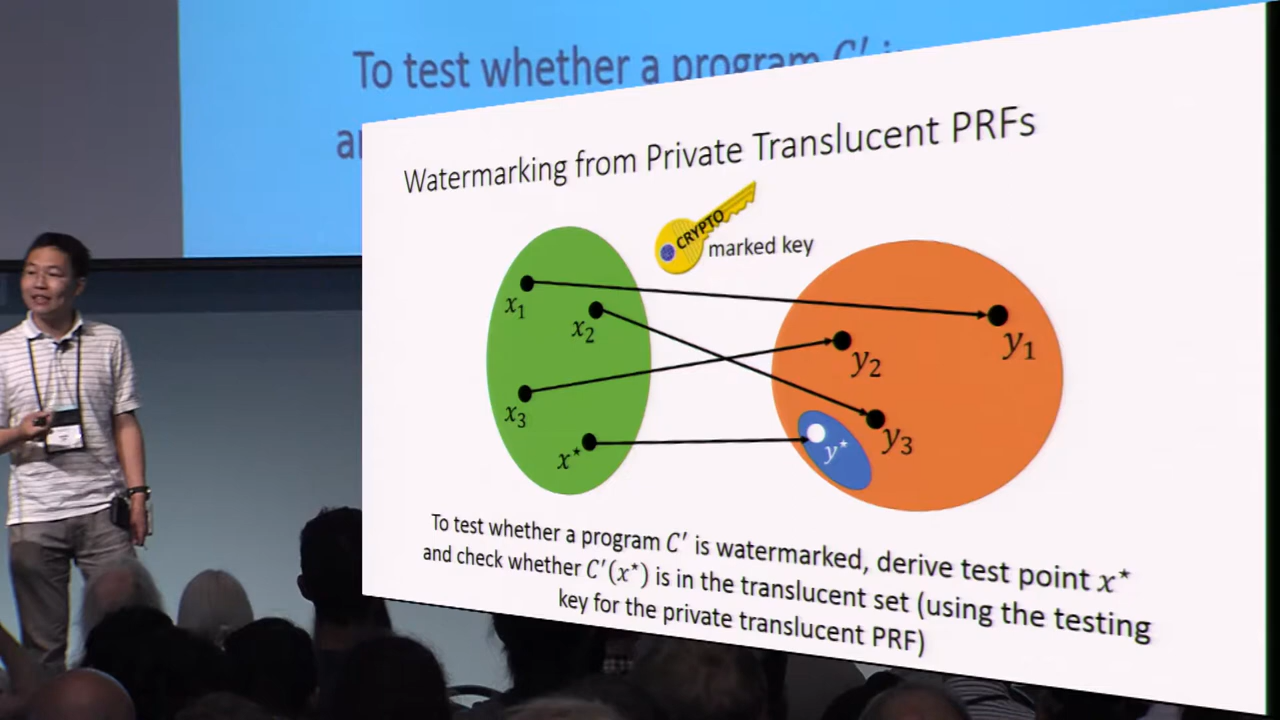 To test whether a program C′ i
a
Watermarking from Private Translucent PRFs
CRYPTO
marked key
x₁
x₂
x₃
x⋆
y₁
y₂
y₃
y⋆
To test whether a program C′ is watermarked, derive test point x⋆
and check whether C′(x⋆) is in the translucent set (using the testing
key for the private translucent PRF)